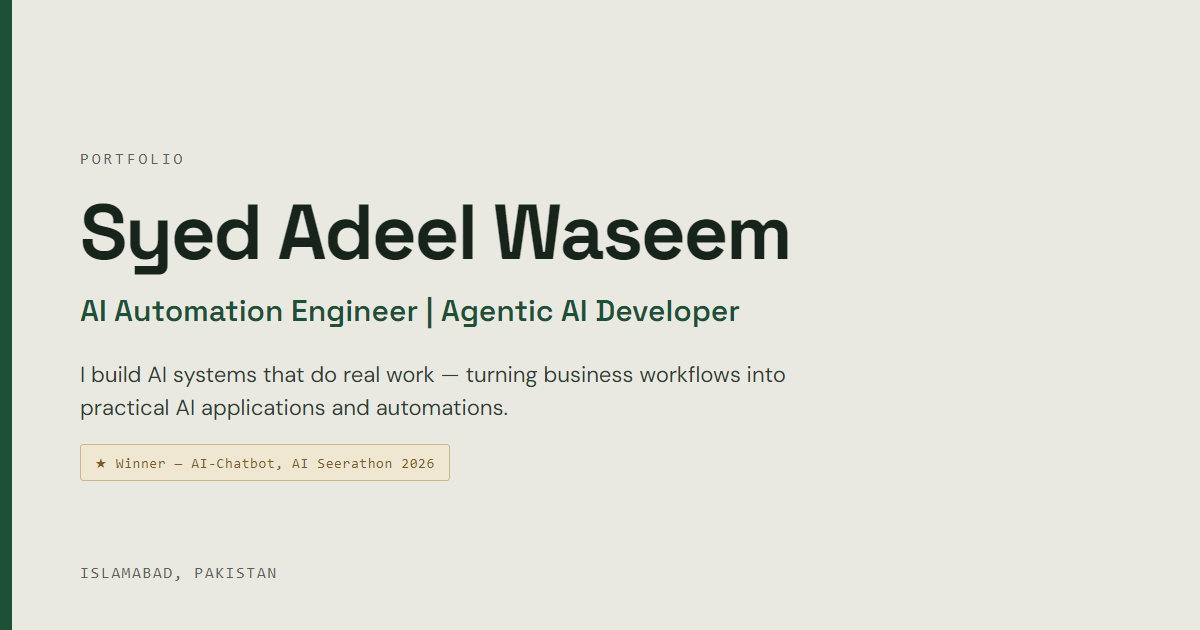 PORTFOLIO
Syed Adeel Waseem
AI Automation Engineer | Agentic AI Developer
I build AI systems that do real work — turning business workflows into
practical AI applications and automations.
★ Winner — AI-Chatbot, AI Seerathon 2026
ISLAMABAD, PAKISTAN